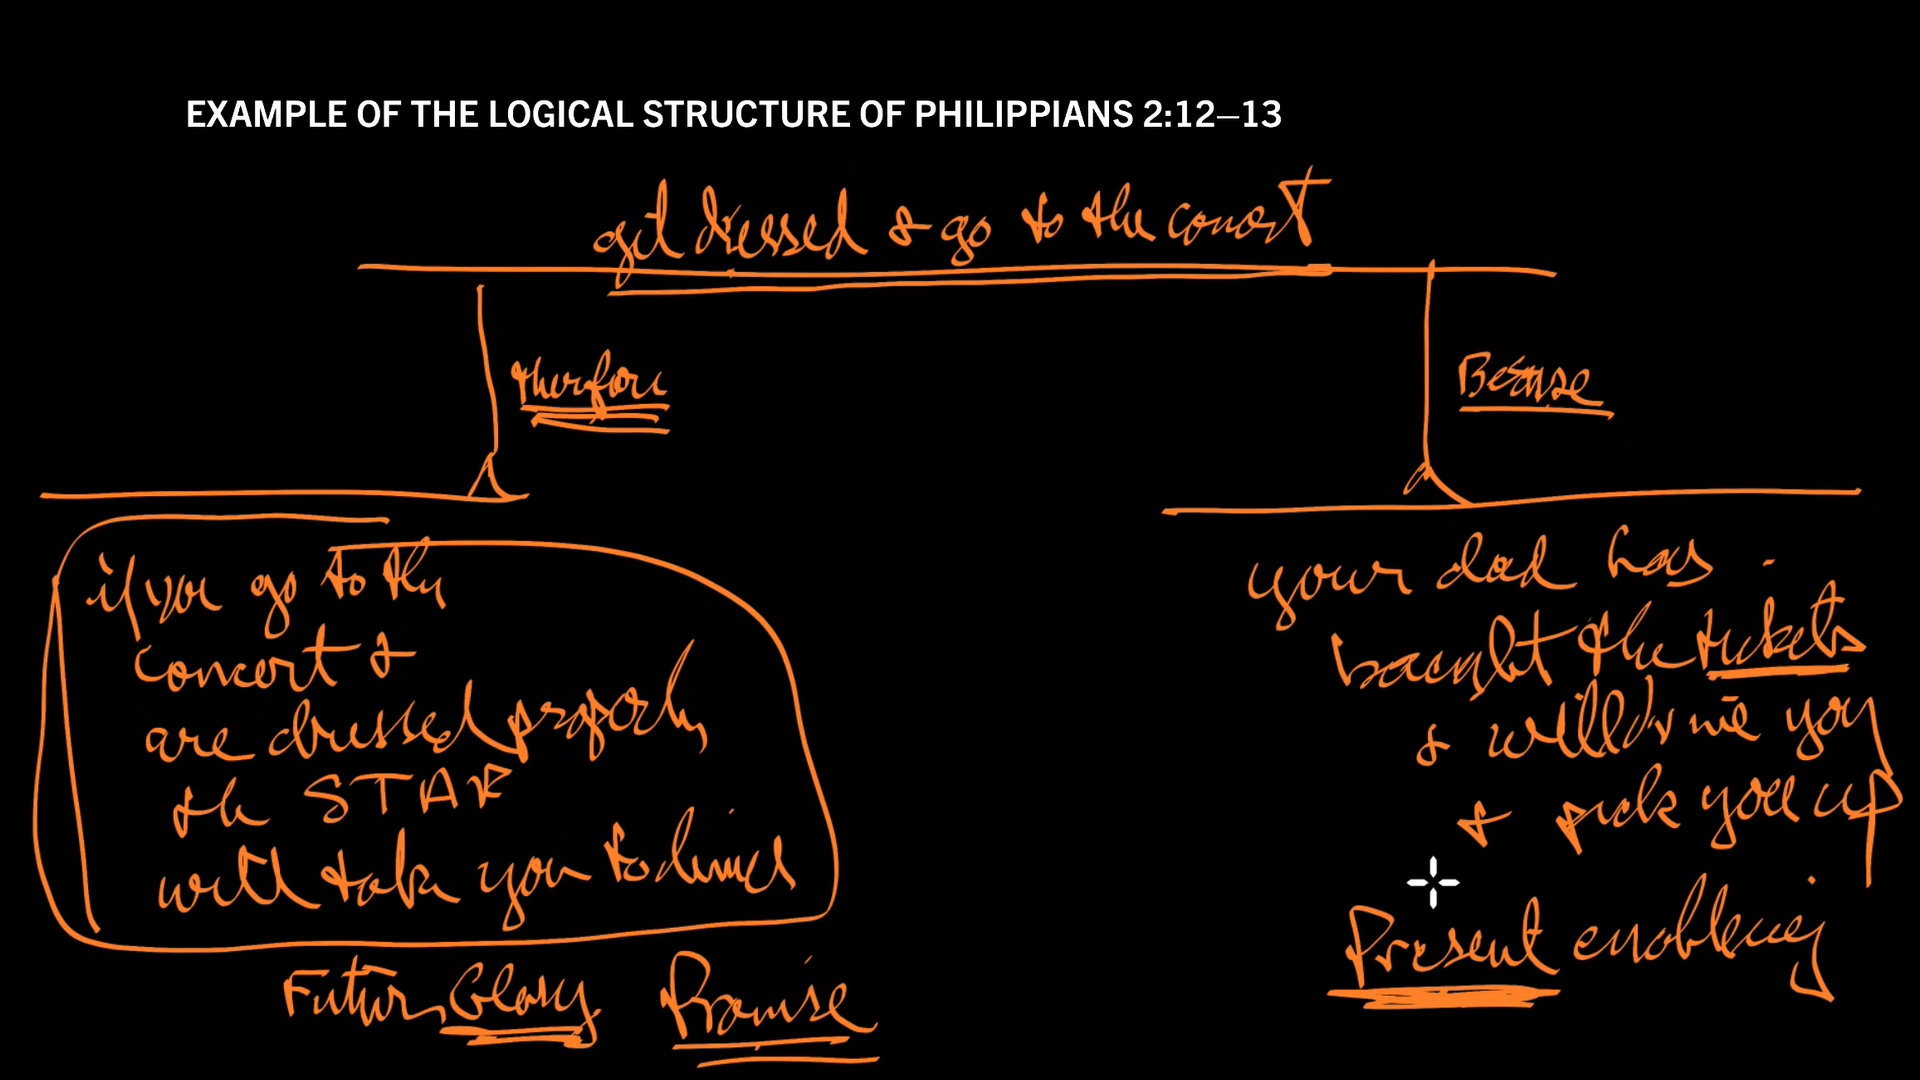 EXAMPLE OF THE LOGICAL STRUCTURE OF PHILIPPIANS 2:12–13
get dressed & go to the concert
therefore
Because
if you go to the
concert &
are dressed properly
the STAR
will take you to dinner
Future Glory Promise
your dad has
bought the tickets
& will drive you
& pick you up
Present enabling